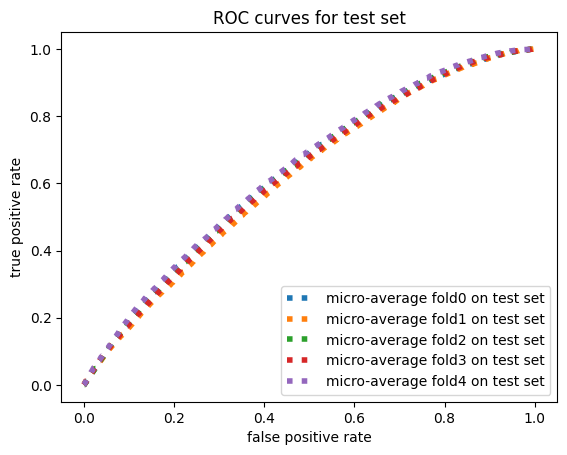 ROC curves for test set
true positive rate
1.0
0.8
0.6
0.4
0.2
0.0
micro-average fold0 on test set
micro-average fold1 on test set
micro-average fold2 on test set
micro-average fold3 on test set
micro-average fold4 on test set
0.0 0.2 0.4 0.6 0.8 1.0
false positive rate